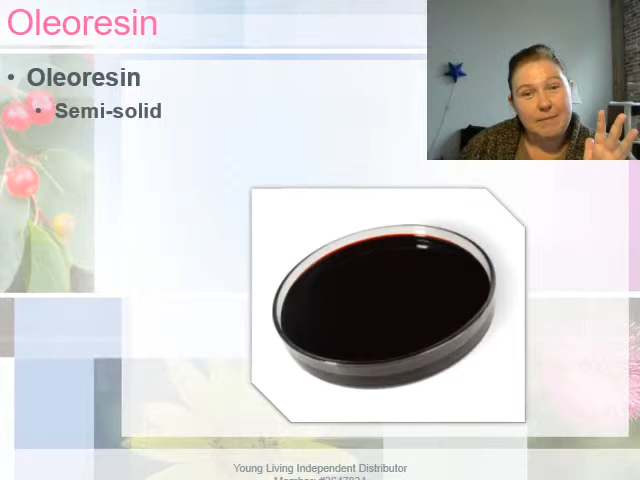 Oleoresin
• Oleoresin
• Semi-solid
Young Living Independent Distributor